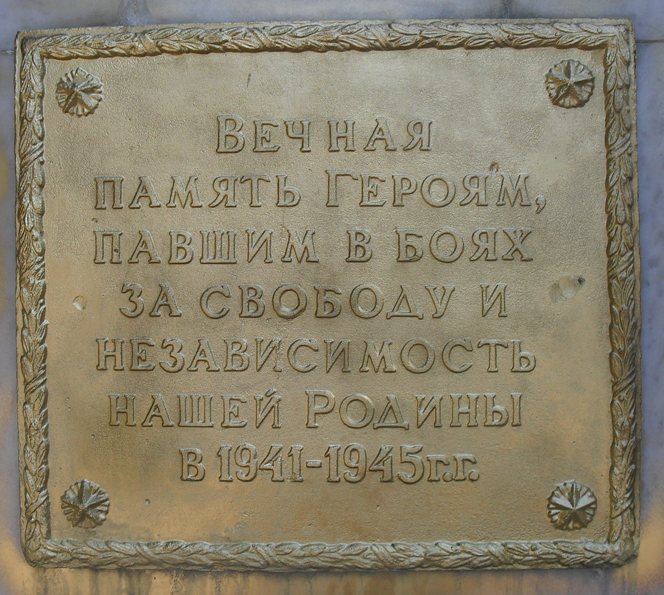 Вечная
память Героям,
павшим в боях
за свободу и
независимость
нашей Родины
в 1941-1945г.г.